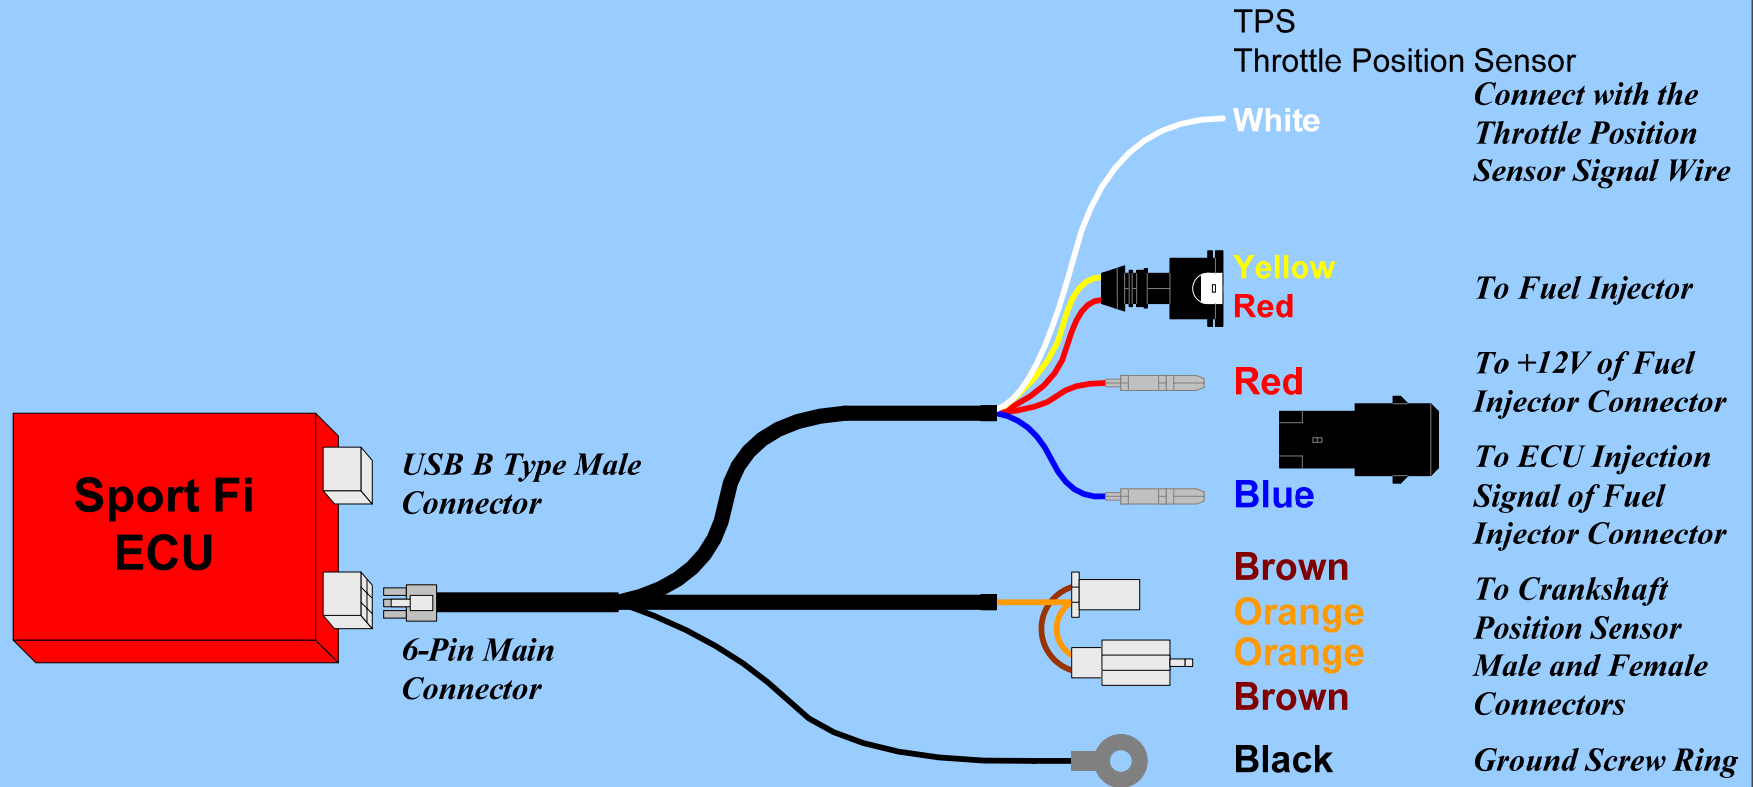 TPS
Throttle Position Sensor
White
Connect with the
Throttle Position
Sensor Signal Wire
Yellow
Red
To Fuel Injector
Red
To +12V of Fuel
Injector Connector
Blue
To ECU Injection
Signal of Fuel
Injector Connector
Sport Fi
ECU
USB B Type Male
Connector
6-Pin Main
Connector
Brown
Orange
Orange
Brown
To Crankshaft
Position Sensor
Male and Female
Connectors
Black
Ground Screw Ring